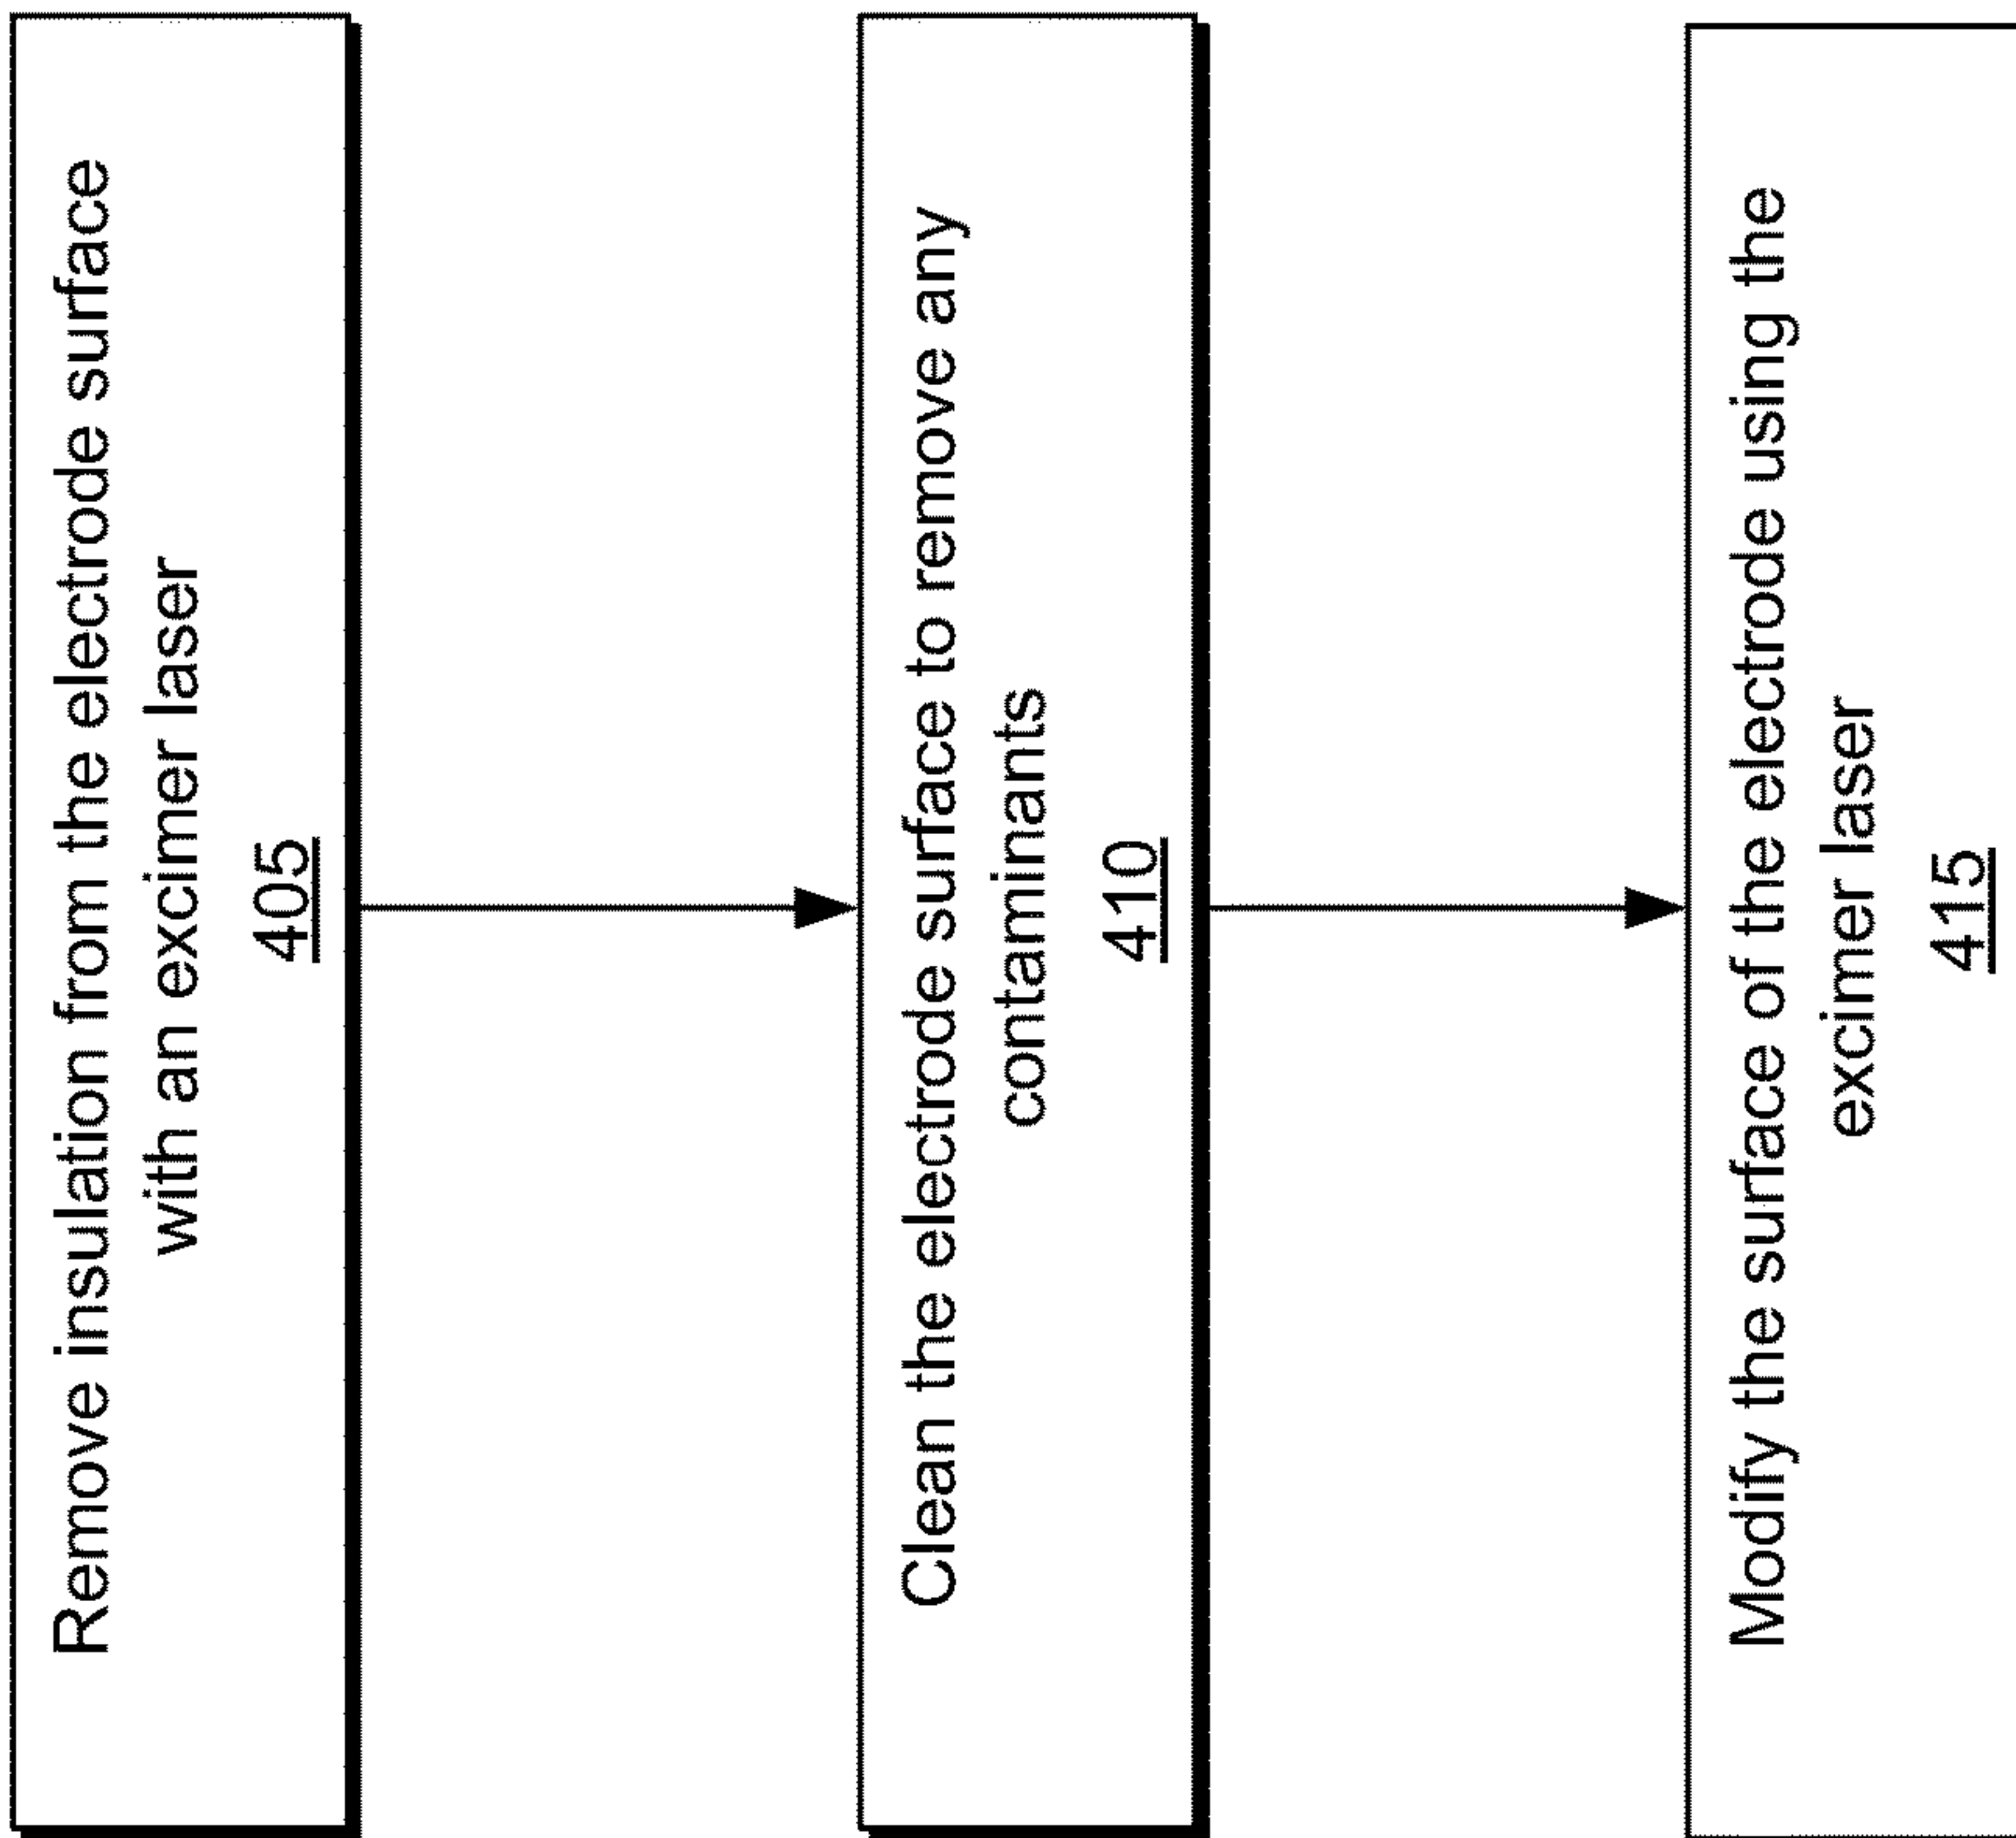 Remove insulation from the electrode surface
with an excimer laser
405
Clean the electrode surface to remove any
contaminants
410
Modify the surface of the electrode using the
excimer laser
415